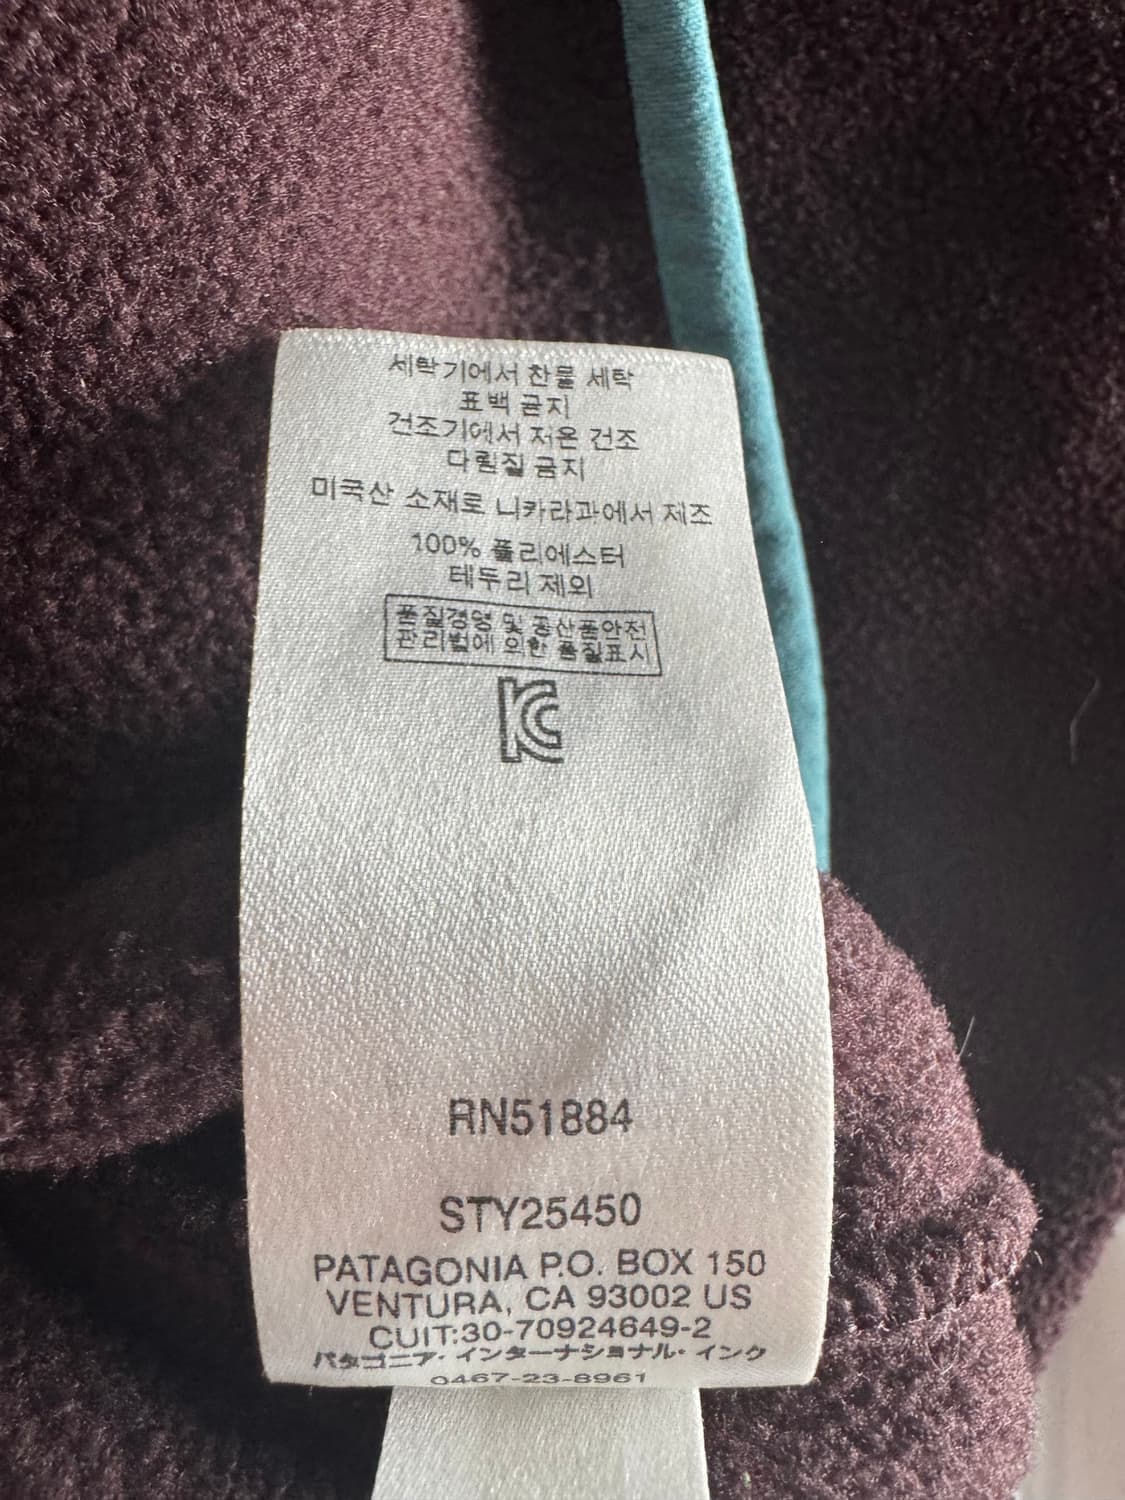 세탁기에서 찬물 세탁
표백 금지
건조기에서 저온 건조
다림질 금지
미국산 소재로 니카라과에서 제조
100% 폴리에스터
테두리 제외
품질경영 및 공산품안전
관리법에 의한 품질표시
KC
RN51884
STY25450
PATAGONIA P.O. BOX 150
VENTURA, CA 93002 US
CUIT:30-70924649-2
パタゴニア・インターナショナル・インク
0467-23-8961